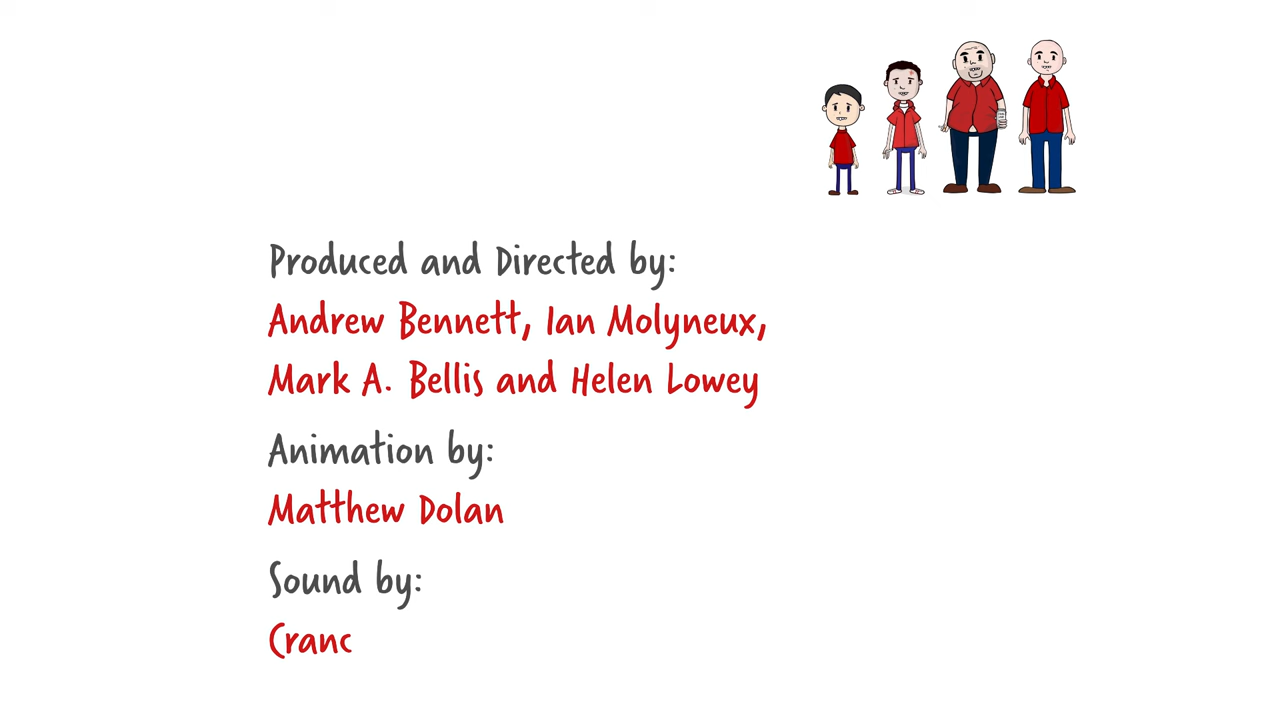 Produced and Directed by:
Andrew Bennett, Ian Molyneux,
Mark A. Bellis and Helen Lowey
Animation by:
Matthew Dolan
Sound by:
Cranc